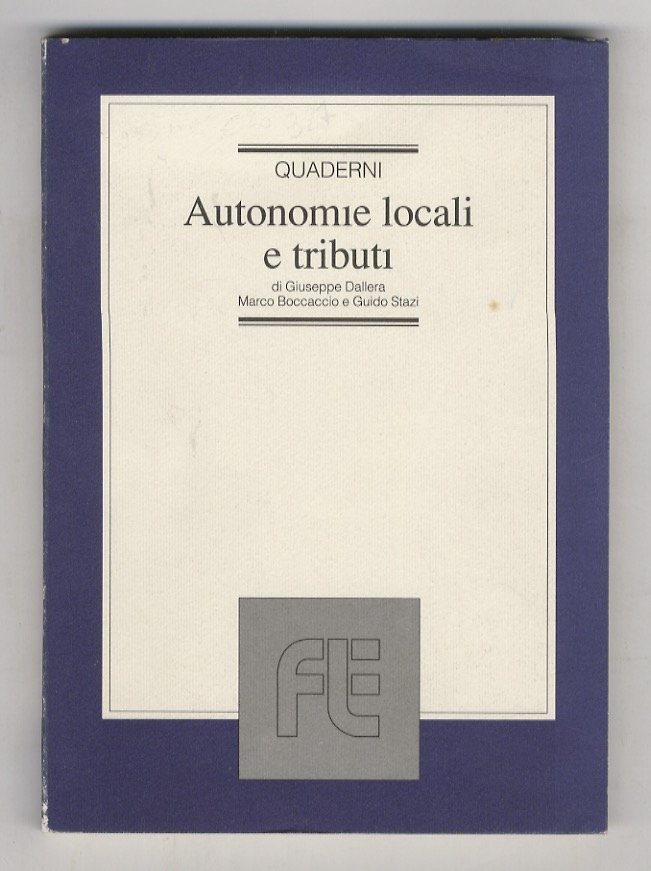 QUADERNI
Autonomie locali
e tributi
di Giuseppe Dallera
Marco Boccaccio e Guido Stazi